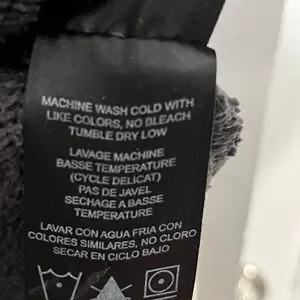 MACHINE WASH COLD WITH
LIKE COLORS, NO BLEACH
TUMBLE DRY LOW
LAVAGE MACHINE
BASSE TEMPERATURE
(CYCLE DELICAT)
PAS DE JAVEL
SECHAGE A BASSE
TEMPERATURE
LAVAR CON AGUA FRIA CON
COLORES SIMILARES, NO CLORO
SECAR EN CICLO BAJO